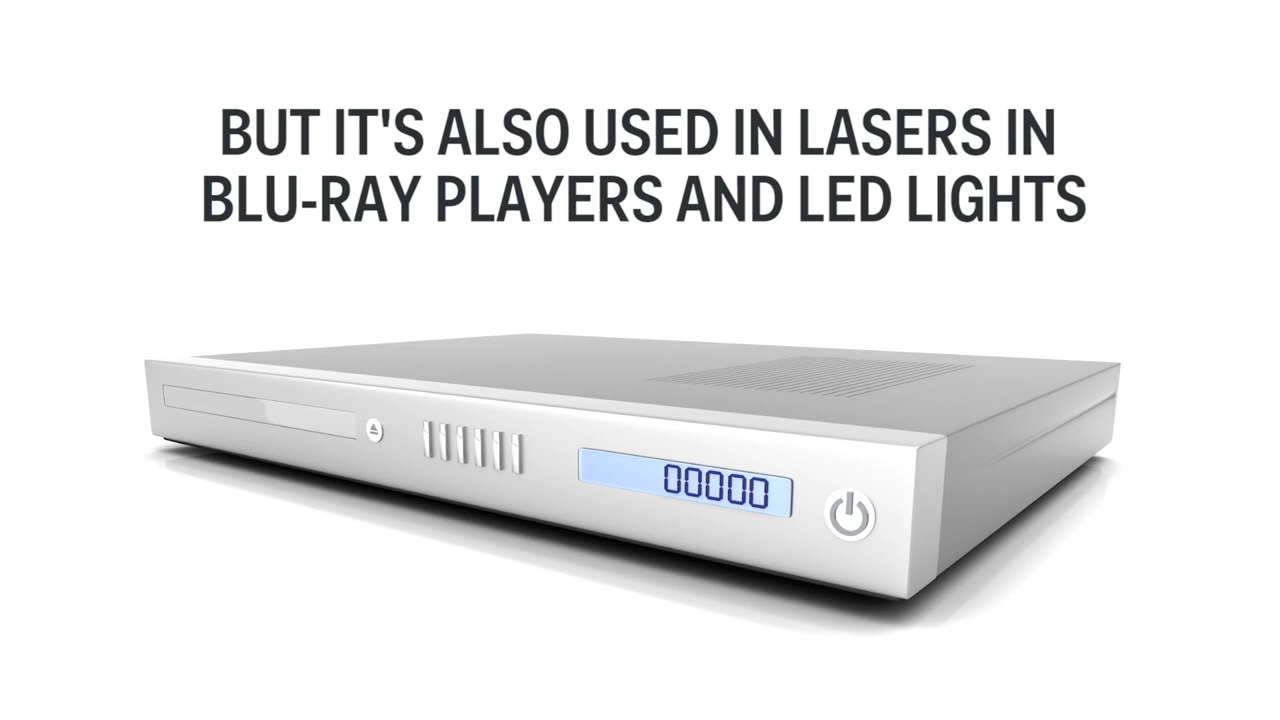 BUT IT'S ALSO USED IN LASERS IN
BLU-RAY PLAYERS AND LED LIGHTS
00000